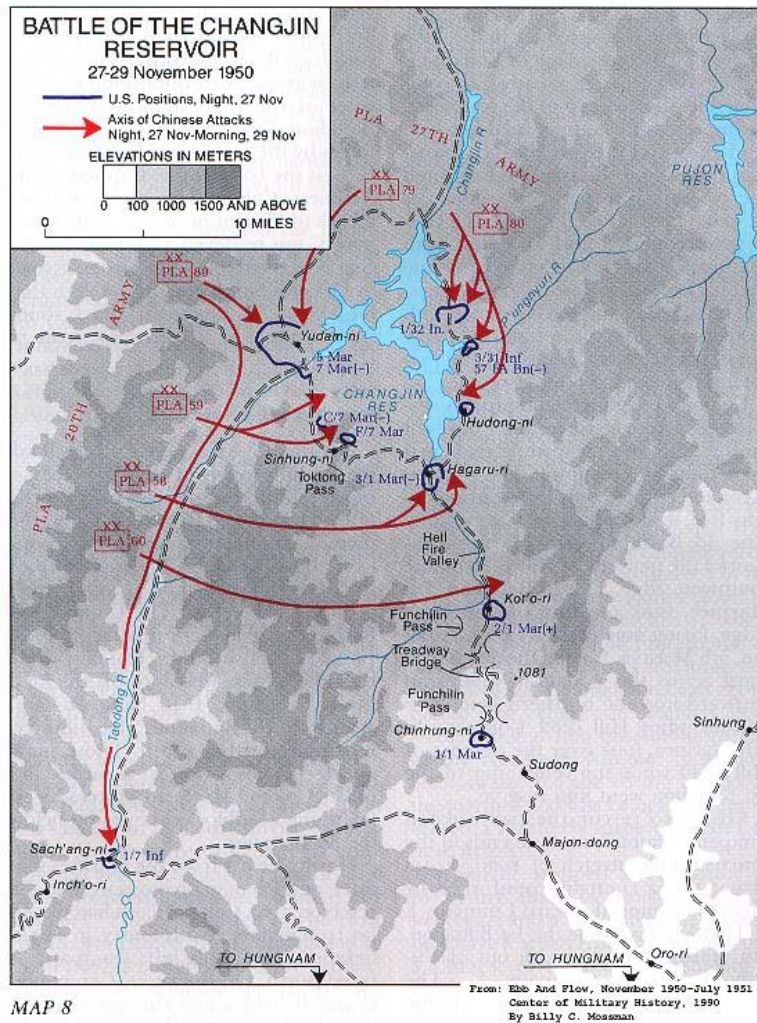 BATTLE OF THE CHANGJIN
RESERVOIR
27-29 November 1950
U.S. Positions, Night, 27 Nov
Axis of Chinese Attacks
Night, 27 Nov-Morning, 29 Nov
ELEVATIONS IN METERS
0 100 1000 1500 AND ABOVE
0 10 MILES
PLA 27TH ARMY
Changjin R
PUJON
RES
XX
PLA 79
XX
PLA 80
XX
PLA 89
PLA 20TH ARMY
Pungnyuri R
1/32 In.
Yudam-ni
5 Mar
7 Mar(-)
3/31 Inf
57 FA Bn(-)
CHANGJIN
RES
XX
PLA 59
C/7 Mar(-)
F/7 Mar
Hudong-ni
Sinhung-ni
Toktong
Pass
3/1 Mar(-)
Hagaru-ri
XX
PLA 58
XX
PLA 60
Hell
Fire
Valley
Kot'o-ri
Funchilin
Pass
2/1 Mar(+)
Treadway
Bridge
1081
Taedong R
Funchilin
Pass
Chinhung-ni
Sinhung
1/1 Mar
Sudong
Sach'ang-ni
1/7 Inf
Majon-dong
Inch'o-ri
Oro-ri
TO HUNGNAM
TO HUNGNAM
MAP 8
From: Ebb And Flow, November 1950-July 1951
Center of Military History, 1990
By Billy C. Mossman